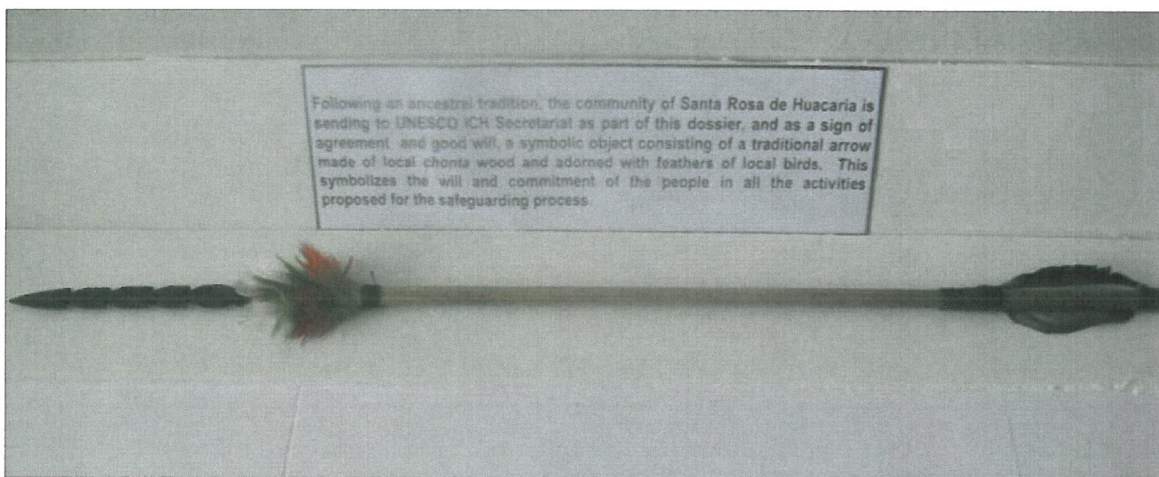 Following an ancestral tradition, the community of Santa Rosa de Huacaria is
sending to UNESCO ICH Secretariat as part of this dossier, and as a sign of
agreement and good will, a symbolic object consisting of a traditional arrow
made of local chonta wood and adorned with feathers of local birds. This
symbolizes the will and commitment of the people in all the activities
proposed for the safeguarding process.